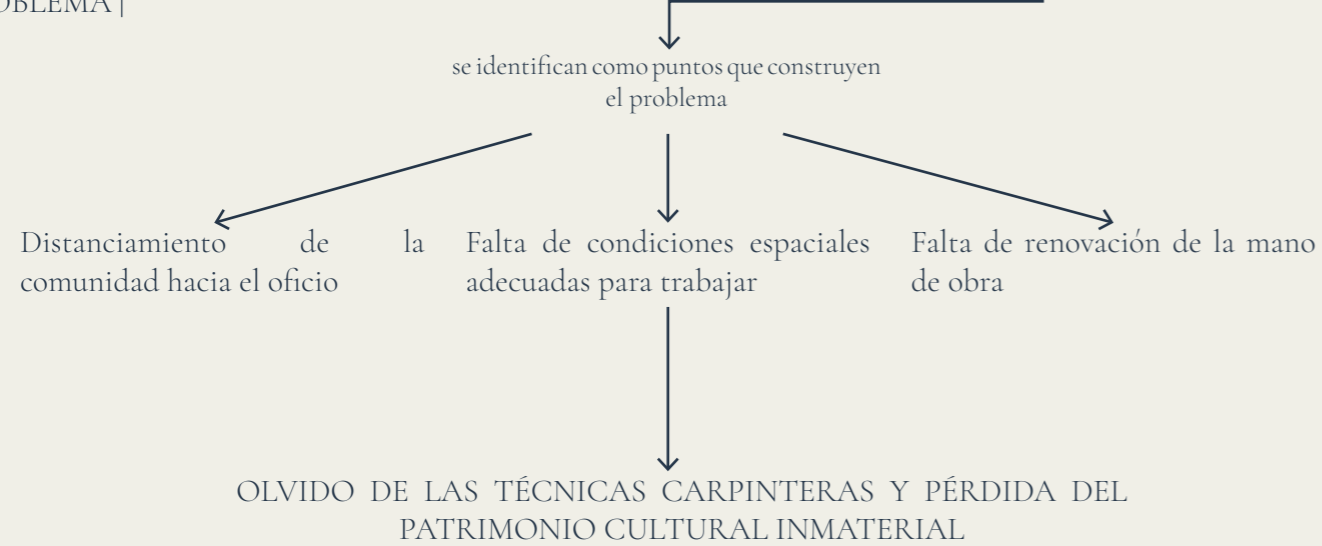 OBLEMA |
se identifican como puntos que construyen
el problema
Distanciamiento de la
comunidad hacia el oficio
Falta de condiciones espaciales
adecuadas para trabajar
Falta de renovación de la mano
de obra
OLVIDO DE LAS TÉCNICAS CARPINTERAS Y PÉRDIDA DEL
PATRIMONIO CULTURAL INMATERIAL